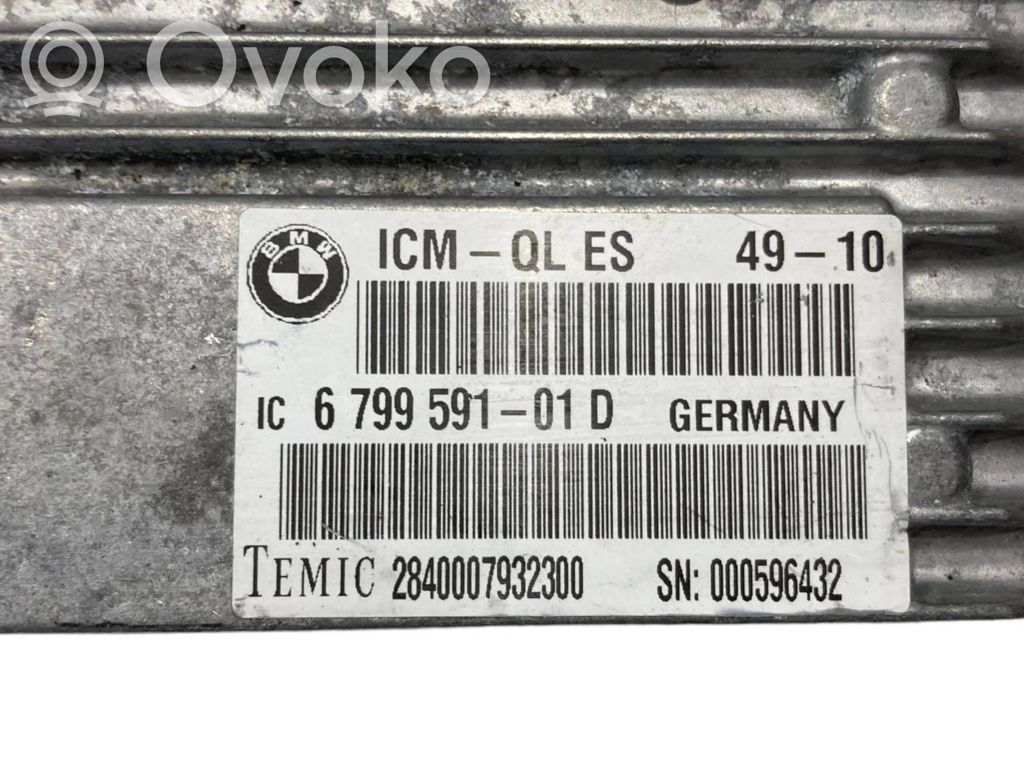 Ovoko
BMW
ICM – QL ES 49 – 10
IC 6 799 591 – 01 D GERMANY
TEMIC 2840007932300 SN: 000596432